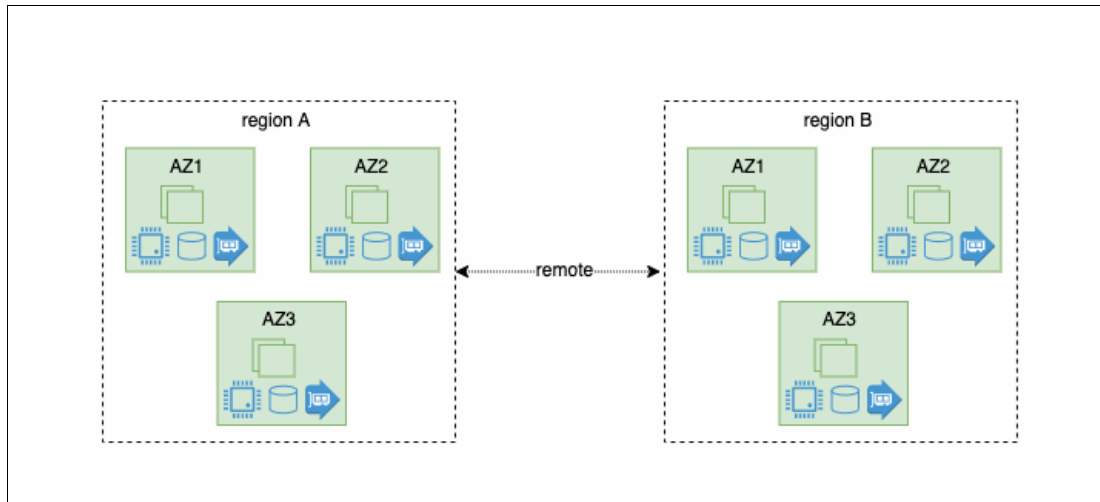 region A
AZ1
AZ2
AZ3
remote
region B
AZ1
AZ2
AZ3